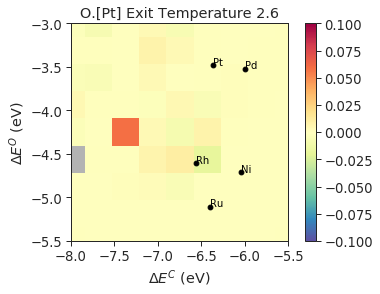 O.[Pt] Exit Temperature 2.6
−3.0
−3.5
−4.0
−4.5
−5.0
−5.5
ΔE^O (eV)
−8.0 −7.5 −7.0 −6.5 −6.0 −5.5
ΔE^C (eV)
Pt
Pd
Rh
Ni
Ru
0.100
0.075
0.050
0.025
0.000
−0.025
−0.050
−0.075
−0.100